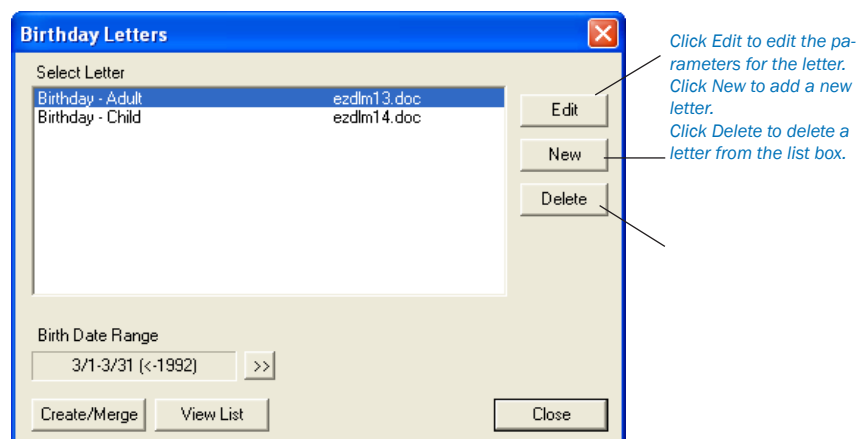 Birthday Letters
Select Letter
Birthday - Adult ezdlm13.doc
Birthday - Child ezdlm14.doc
Edit
New
Delete
Birth Date Range
3/1-3/31 (<-1992) >>
Create/Merge View List Close
Click Edit to edit the pa-
rameters for the letter.
Click New to add a new
letter.
Click Delete to delete a
letter from the list box.